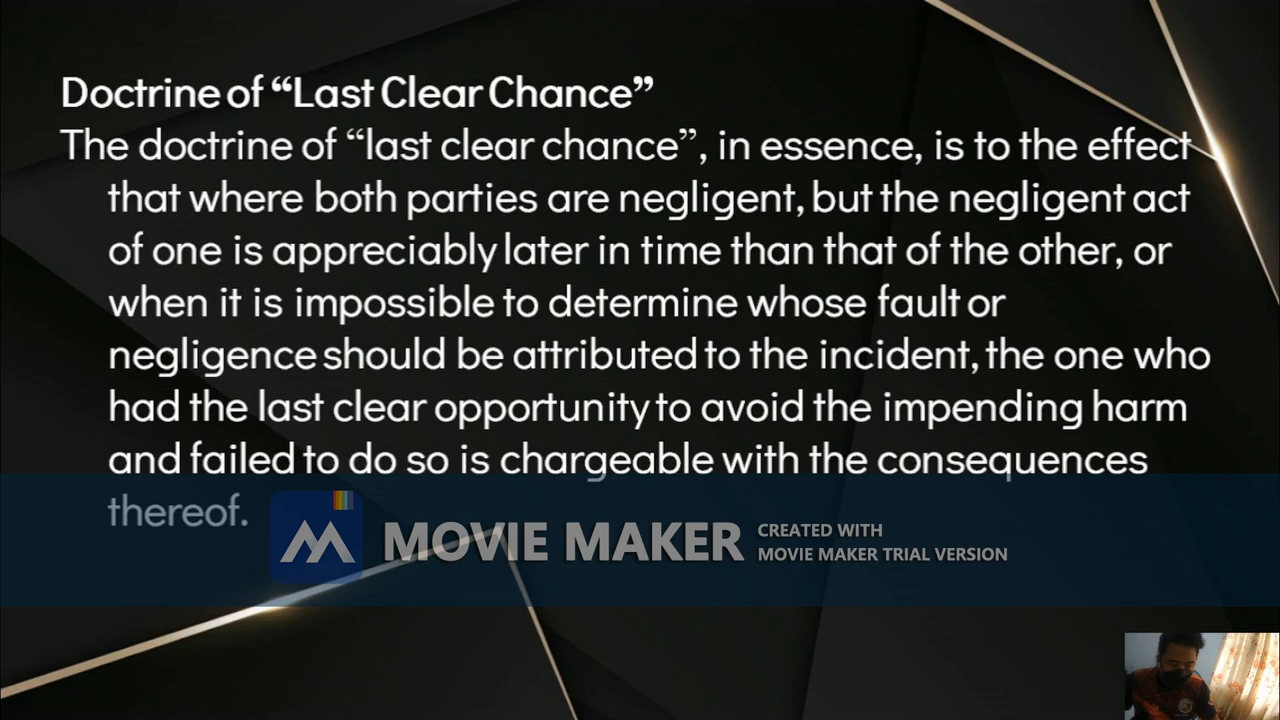 Doctrine of “Last Clear Chance”
The doctrine of “last clear chance”, in essence, is to the effect
that where both parties are negligent, but the negligent act
of one is appreciably later in time than that of the other, or
when it is impossible to determine whose fault or
negligence should be attributed to the incident, the one who
had the last clear opportunity to avoid the impending harm
and failed to do so is chargeable with the consequences
thereof.
MOVIE MAKER
CREATED WITH
MOVIE MAKER TRIAL VERSION